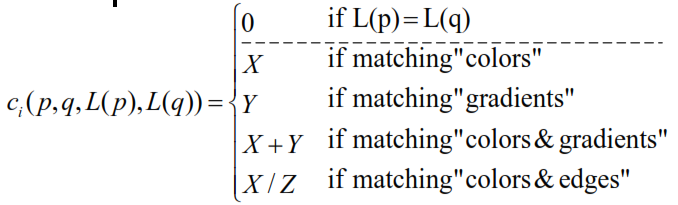 0 if L(p)=L(q)
X if matching"colors"
c_i(p,q,L(p),L(q))= Y if matching"gradients"
X+Y if matching"colors & gradients"
X/Z if matching"colors & edges"